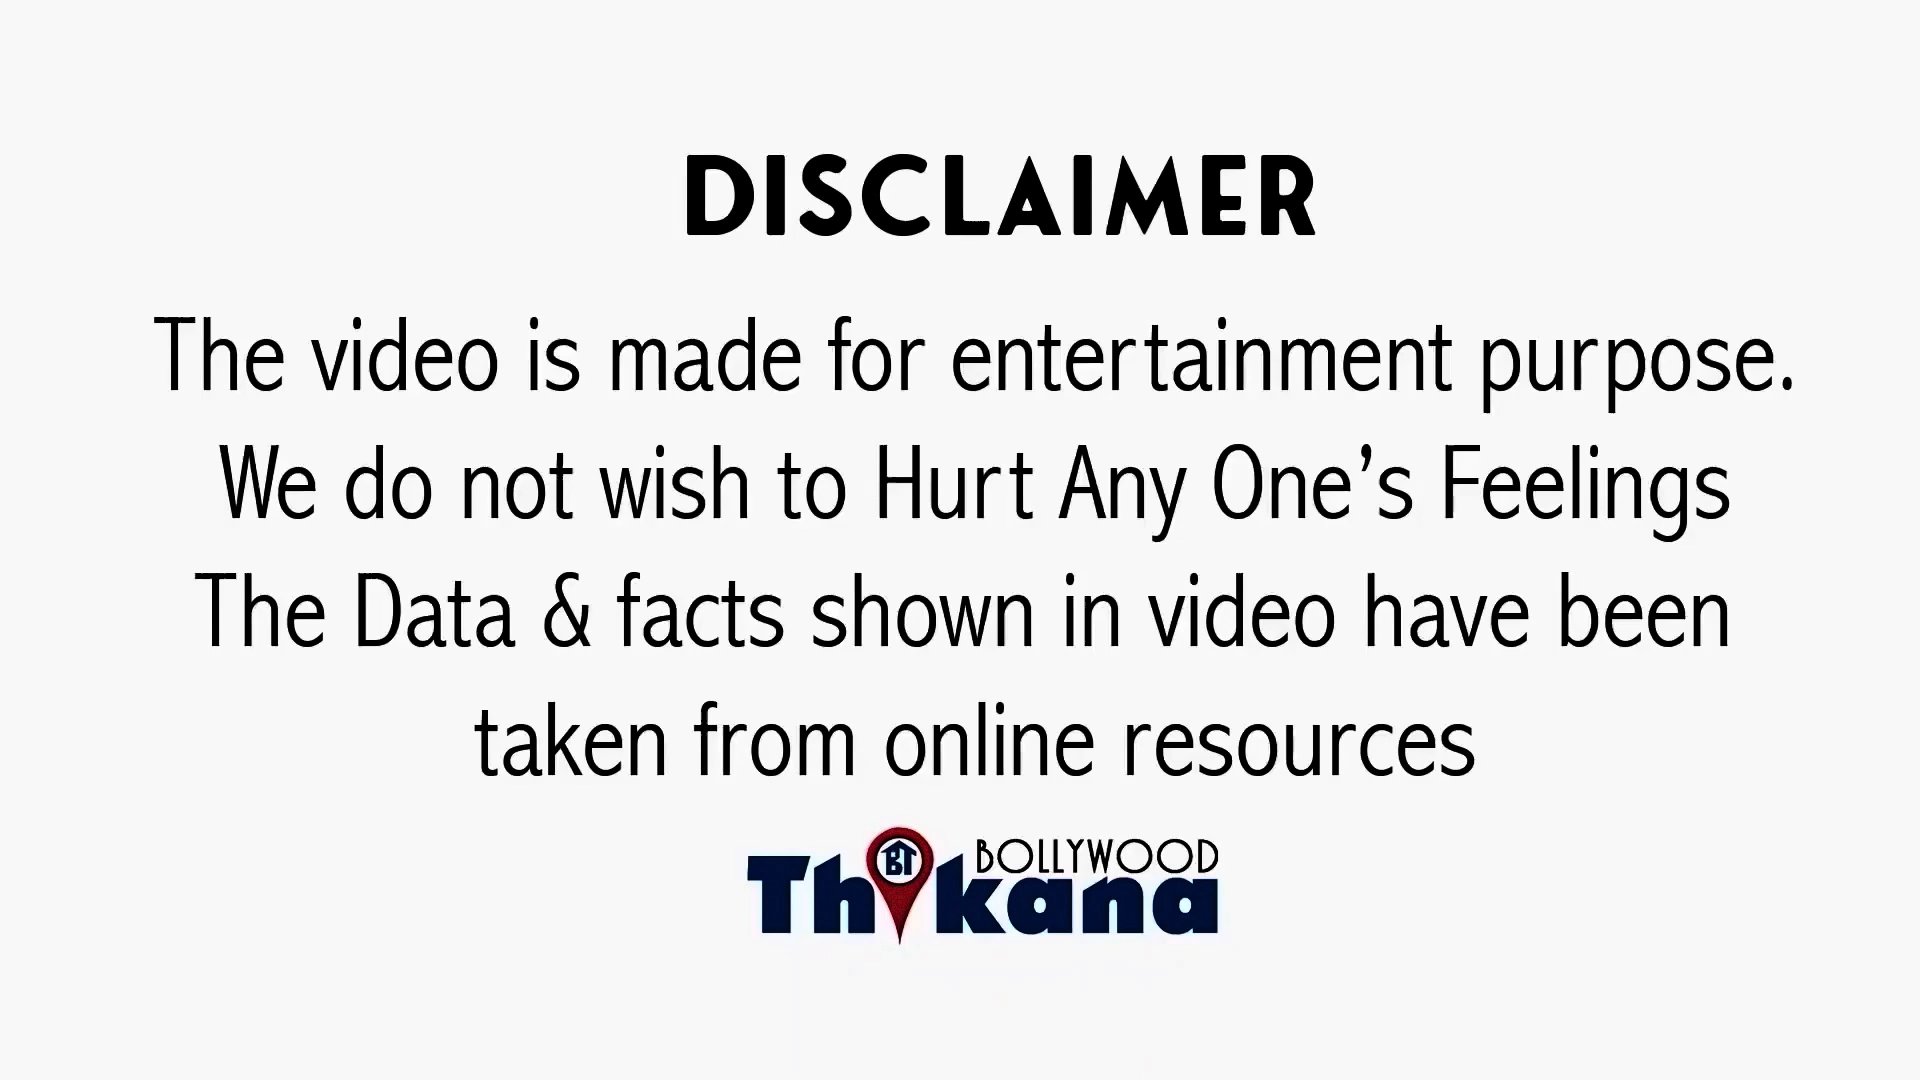 DISCLAIMER
The video is made for entertainment purpose.
We do not wish to Hurt Any One's Feelings
The Data & facts shown in video have been
taken from online resources
BOLLYWOOD
BT
Thikana